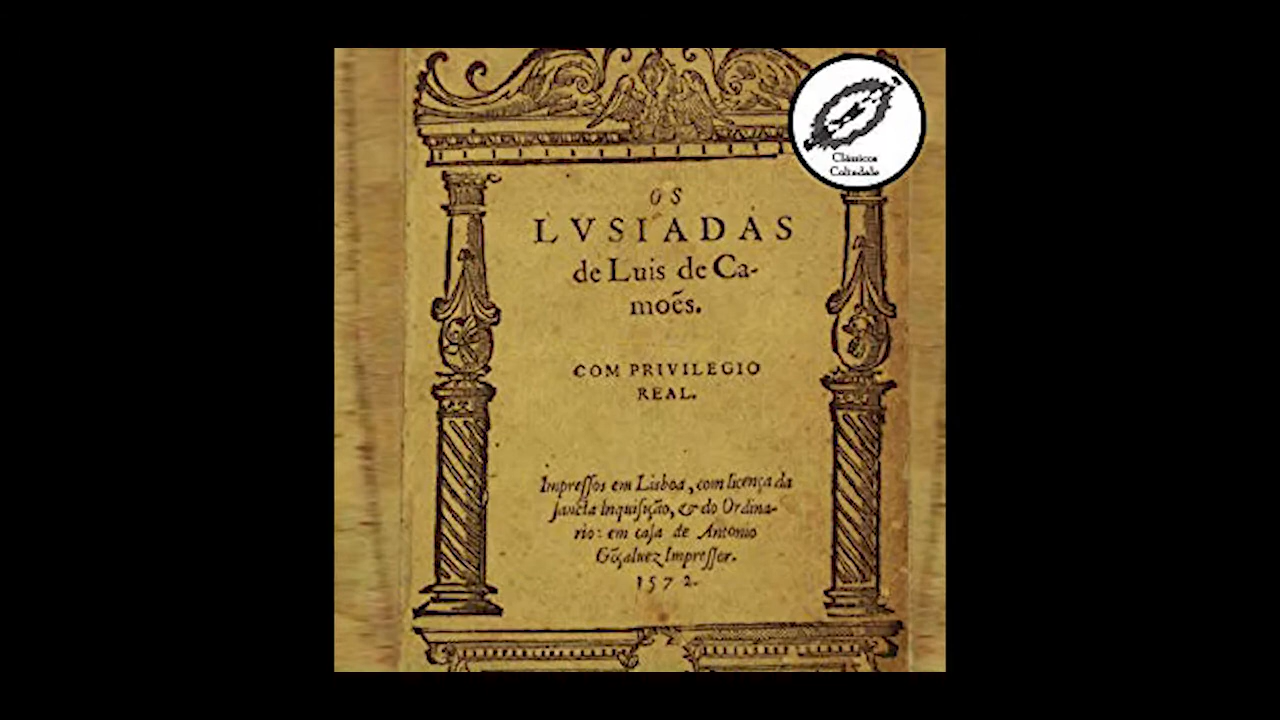 OS
LVSIADAS
de Luis de Ca-
moẽs.
COM PRIVILEGIO
REAL.
Impreſſos em Lisboa, com licença da
ſancta Inquiſição, & do Ordina-
rio: em caſa de Antonio
Gõçaluez Impreſſor.
1572.
Clássicos